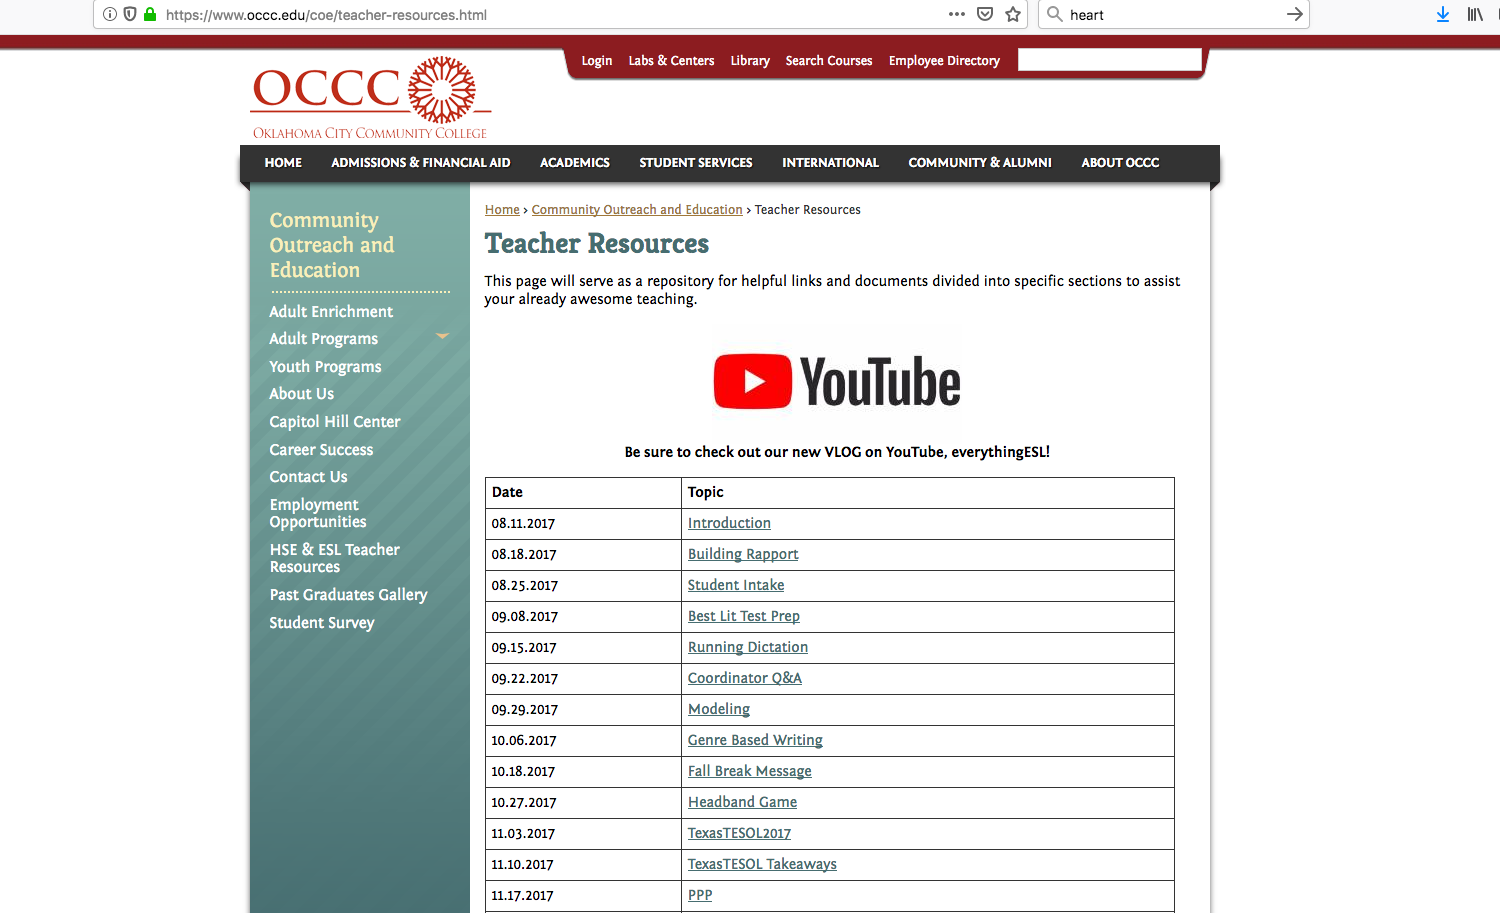 https://www.occc.edu/coe/teacher-resources.html
heart
Login Labs & Centers Library Search Courses Employee Directory
OCCC
OKLAHOMA CITY COMMUNITY COLLEGE
HOME ADMISSIONS & FINANCIAL AID ACADEMICS STUDENT SERVICES INTERNATIONAL COMMUNITY & ALUMNI ABOUT OCCC
Community
Outreach and
Education
Adult Enrichment
Adult Programs
Youth Programs
About Us
Capitol Hill Center
Career Success
Contact Us
Employment
Opportunities
HSE & ESL Teacher
Resources
Past Graduates Gallery
Student Survey
Home › Community Outreach and Education › Teacher Resources
Teacher Resources
This page will serve as a repository for helpful links and documents divided into specific sections to assist
your already awesome teaching.
YouTube
Be sure to check out our new VLOG on YouTube, everythingESL!
Date Topic
08.11.2017 Introduction
08.18.2017 Building Rapport
08.25.2017 Student Intake
09.08.2017 Best Lit Test Prep
09.15.2017 Running Dictation
09.22.2017 Coordinator Q&A
09.29.2017 Modeling
10.06.2017 Genre Based Writing
10.18.2017 Fall Break Message
10.27.2017 Headband Game
11.03.2017 TexasTESOL2017
11.10.2017 TexasTESOL Takeaways
11.17.2017 PPP